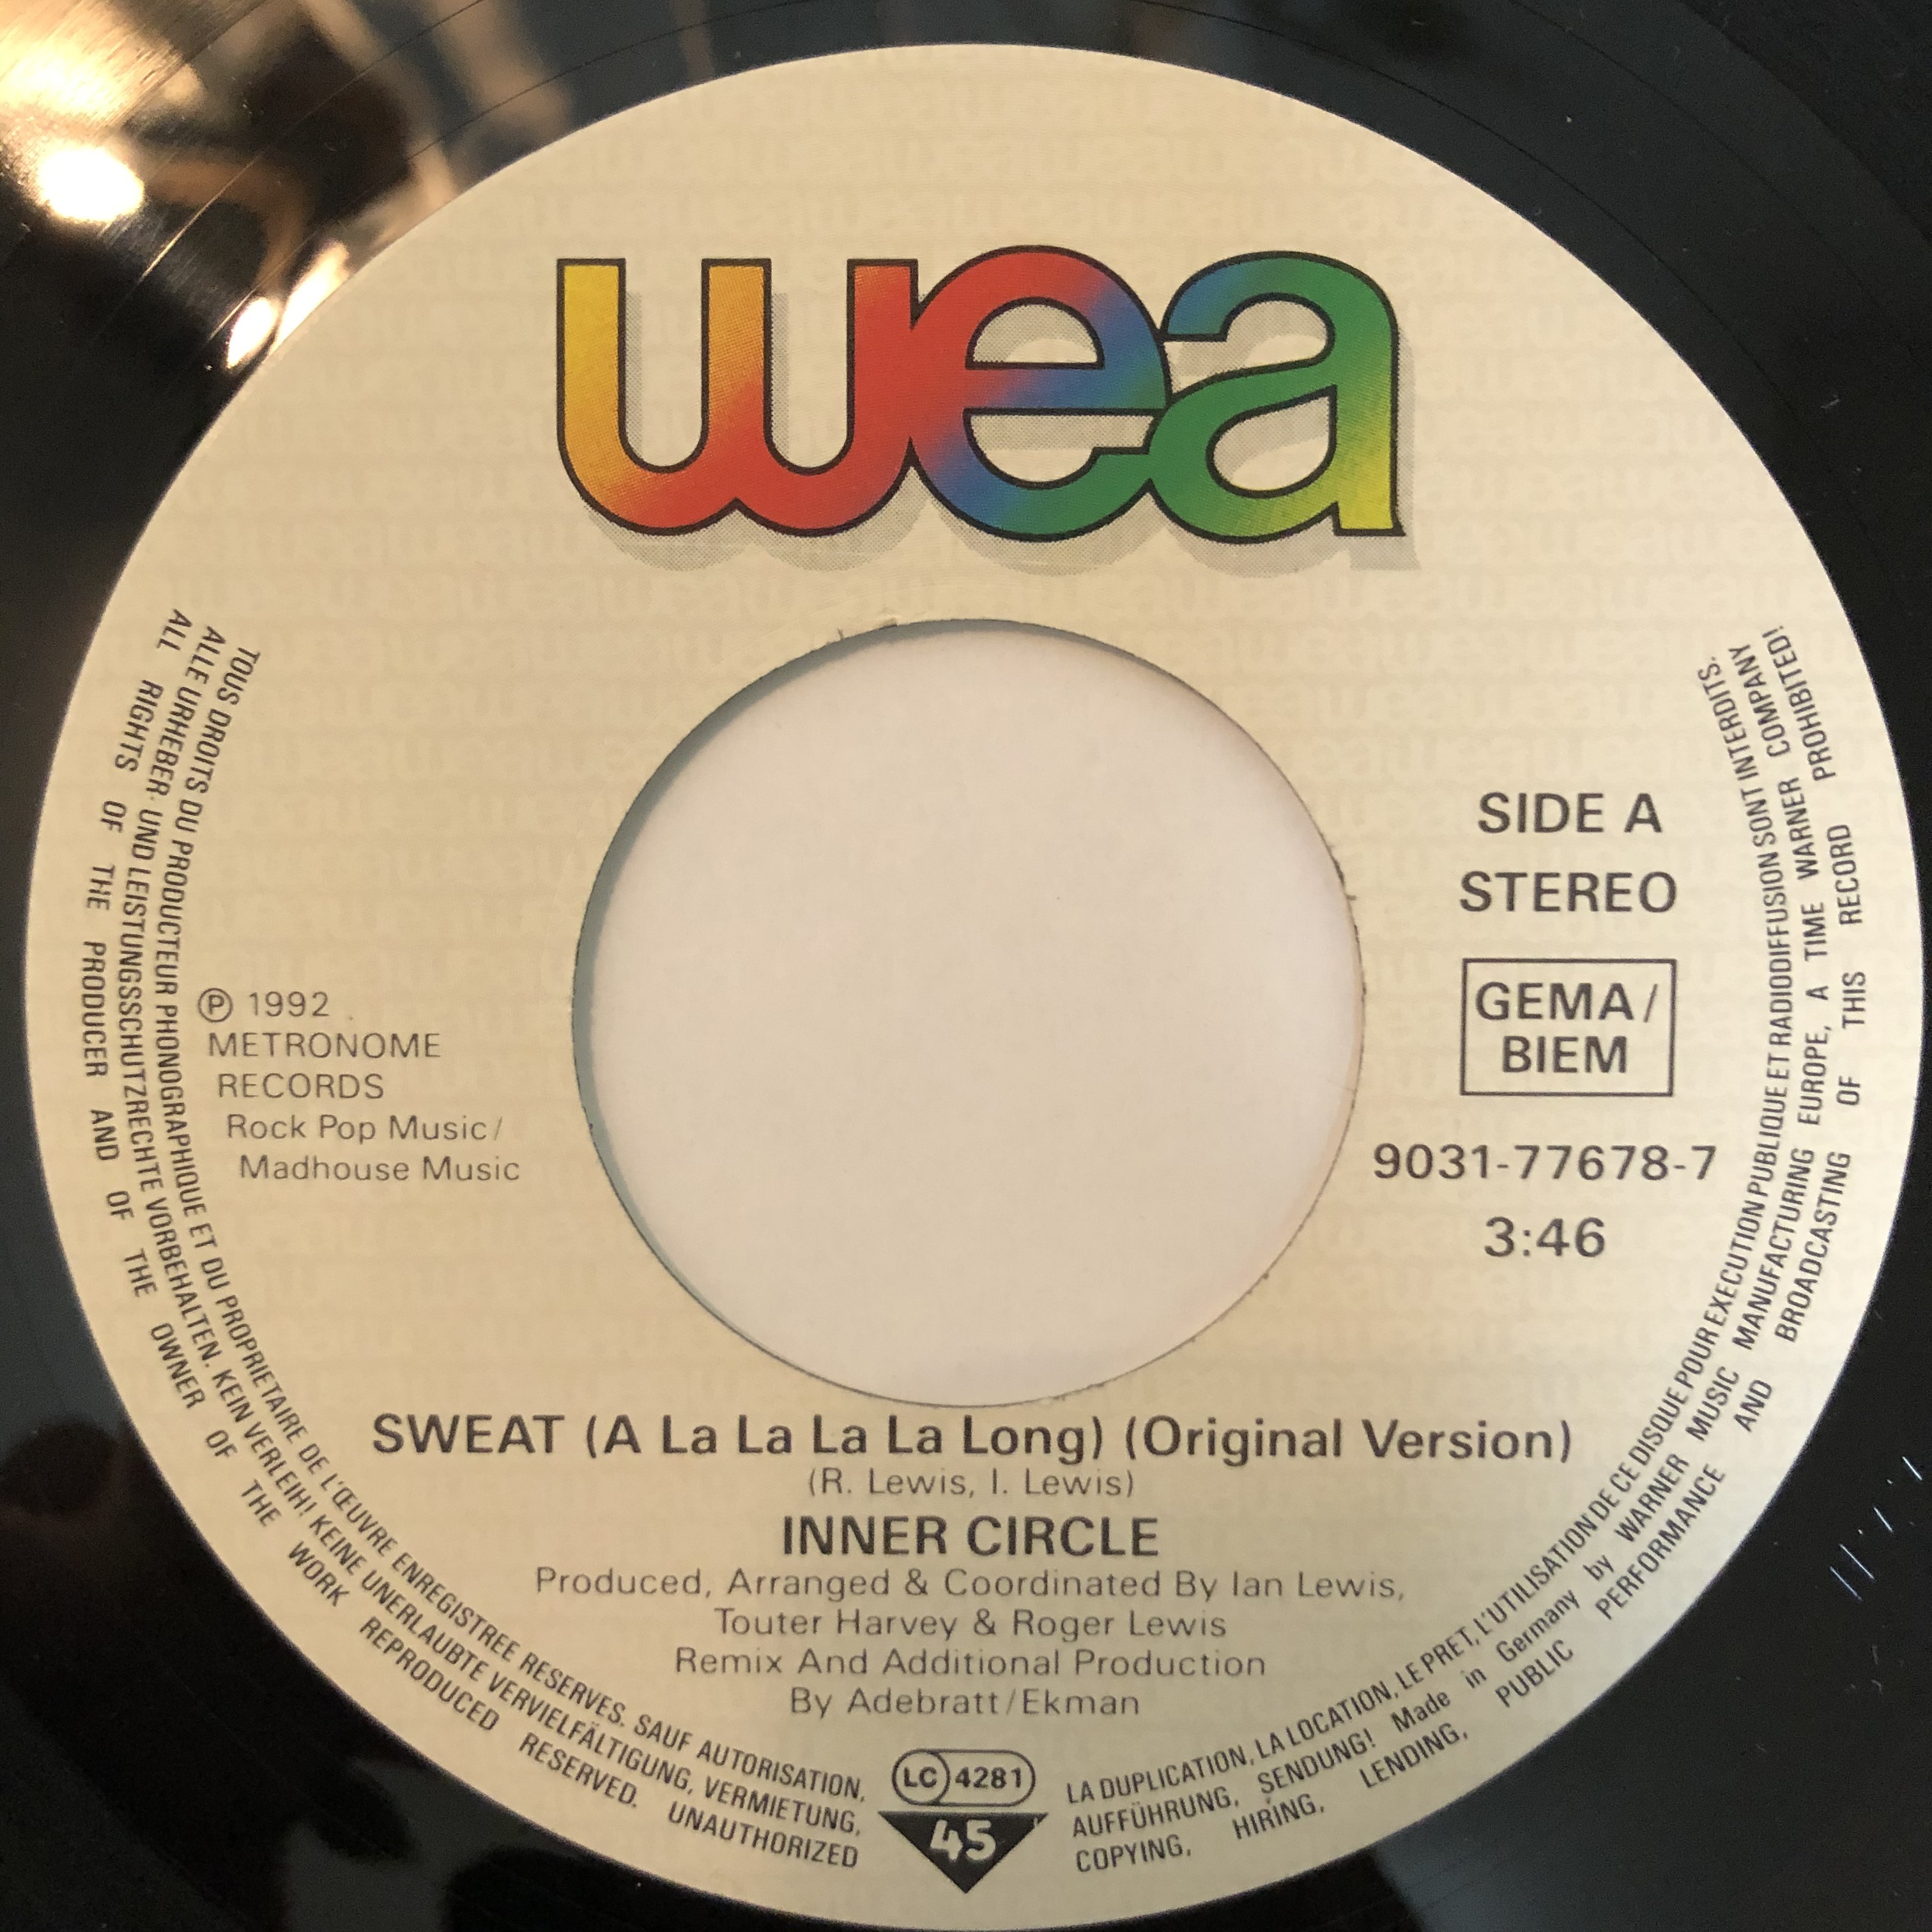 wea
SIDE A
STEREO
GEMA/
BIEM
9031-77678-7
3:46
℗ 1992
METRONOME
RECORDS
Rock Pop Music/
Madhouse Music
SWEAT (A La La La La Long) (Original Version)
(R. Lewis, I. Lewis)
INNER CIRCLE
Produced, Arranged & Coordinated By Ian Lewis,
Touter Harvey & Roger Lewis
Remix And Additional Production
By Adebratt/Ekman
LC 4281
45
TOUS DROITS DU PRODUCTEUR PHONOGRAPHIQUE ET DU PROPRIETAIRE DE L'ŒUVRE ENREGISTREE RESERVES. SAUF AUTORISATION, LA DUPLICATION, LA LOCATION, LE PRET, L'UTILISATION DE CE DISQUE POUR EXECUTION PUBLIQUE ET RADIODIFFUSION SONT INTERDITS.
ALLE URHEBER- UND LEISTUNGSSCHUTZRECHTE VORBEHALTEN. KEIN VERLEIH! KEINE UNERLAUBTE VERVIELFÄLTIGUNG, VERMIETUNG, AUFFÜHRUNG, SENDUNG! Made in Germany by WARNER MUSIC MANUFACTURING EUROPE, A TIME WARNER COMPANY
ALL RIGHTS OF THE PRODUCER AND OF THE OWNER OF THE WORK REPRODUCED RESERVED. UNAUTHORIZED COPYING, HIRING, LENDING, PUBLIC PERFORMANCE AND BROADCASTING OF THIS RECORD PROHIBITED!